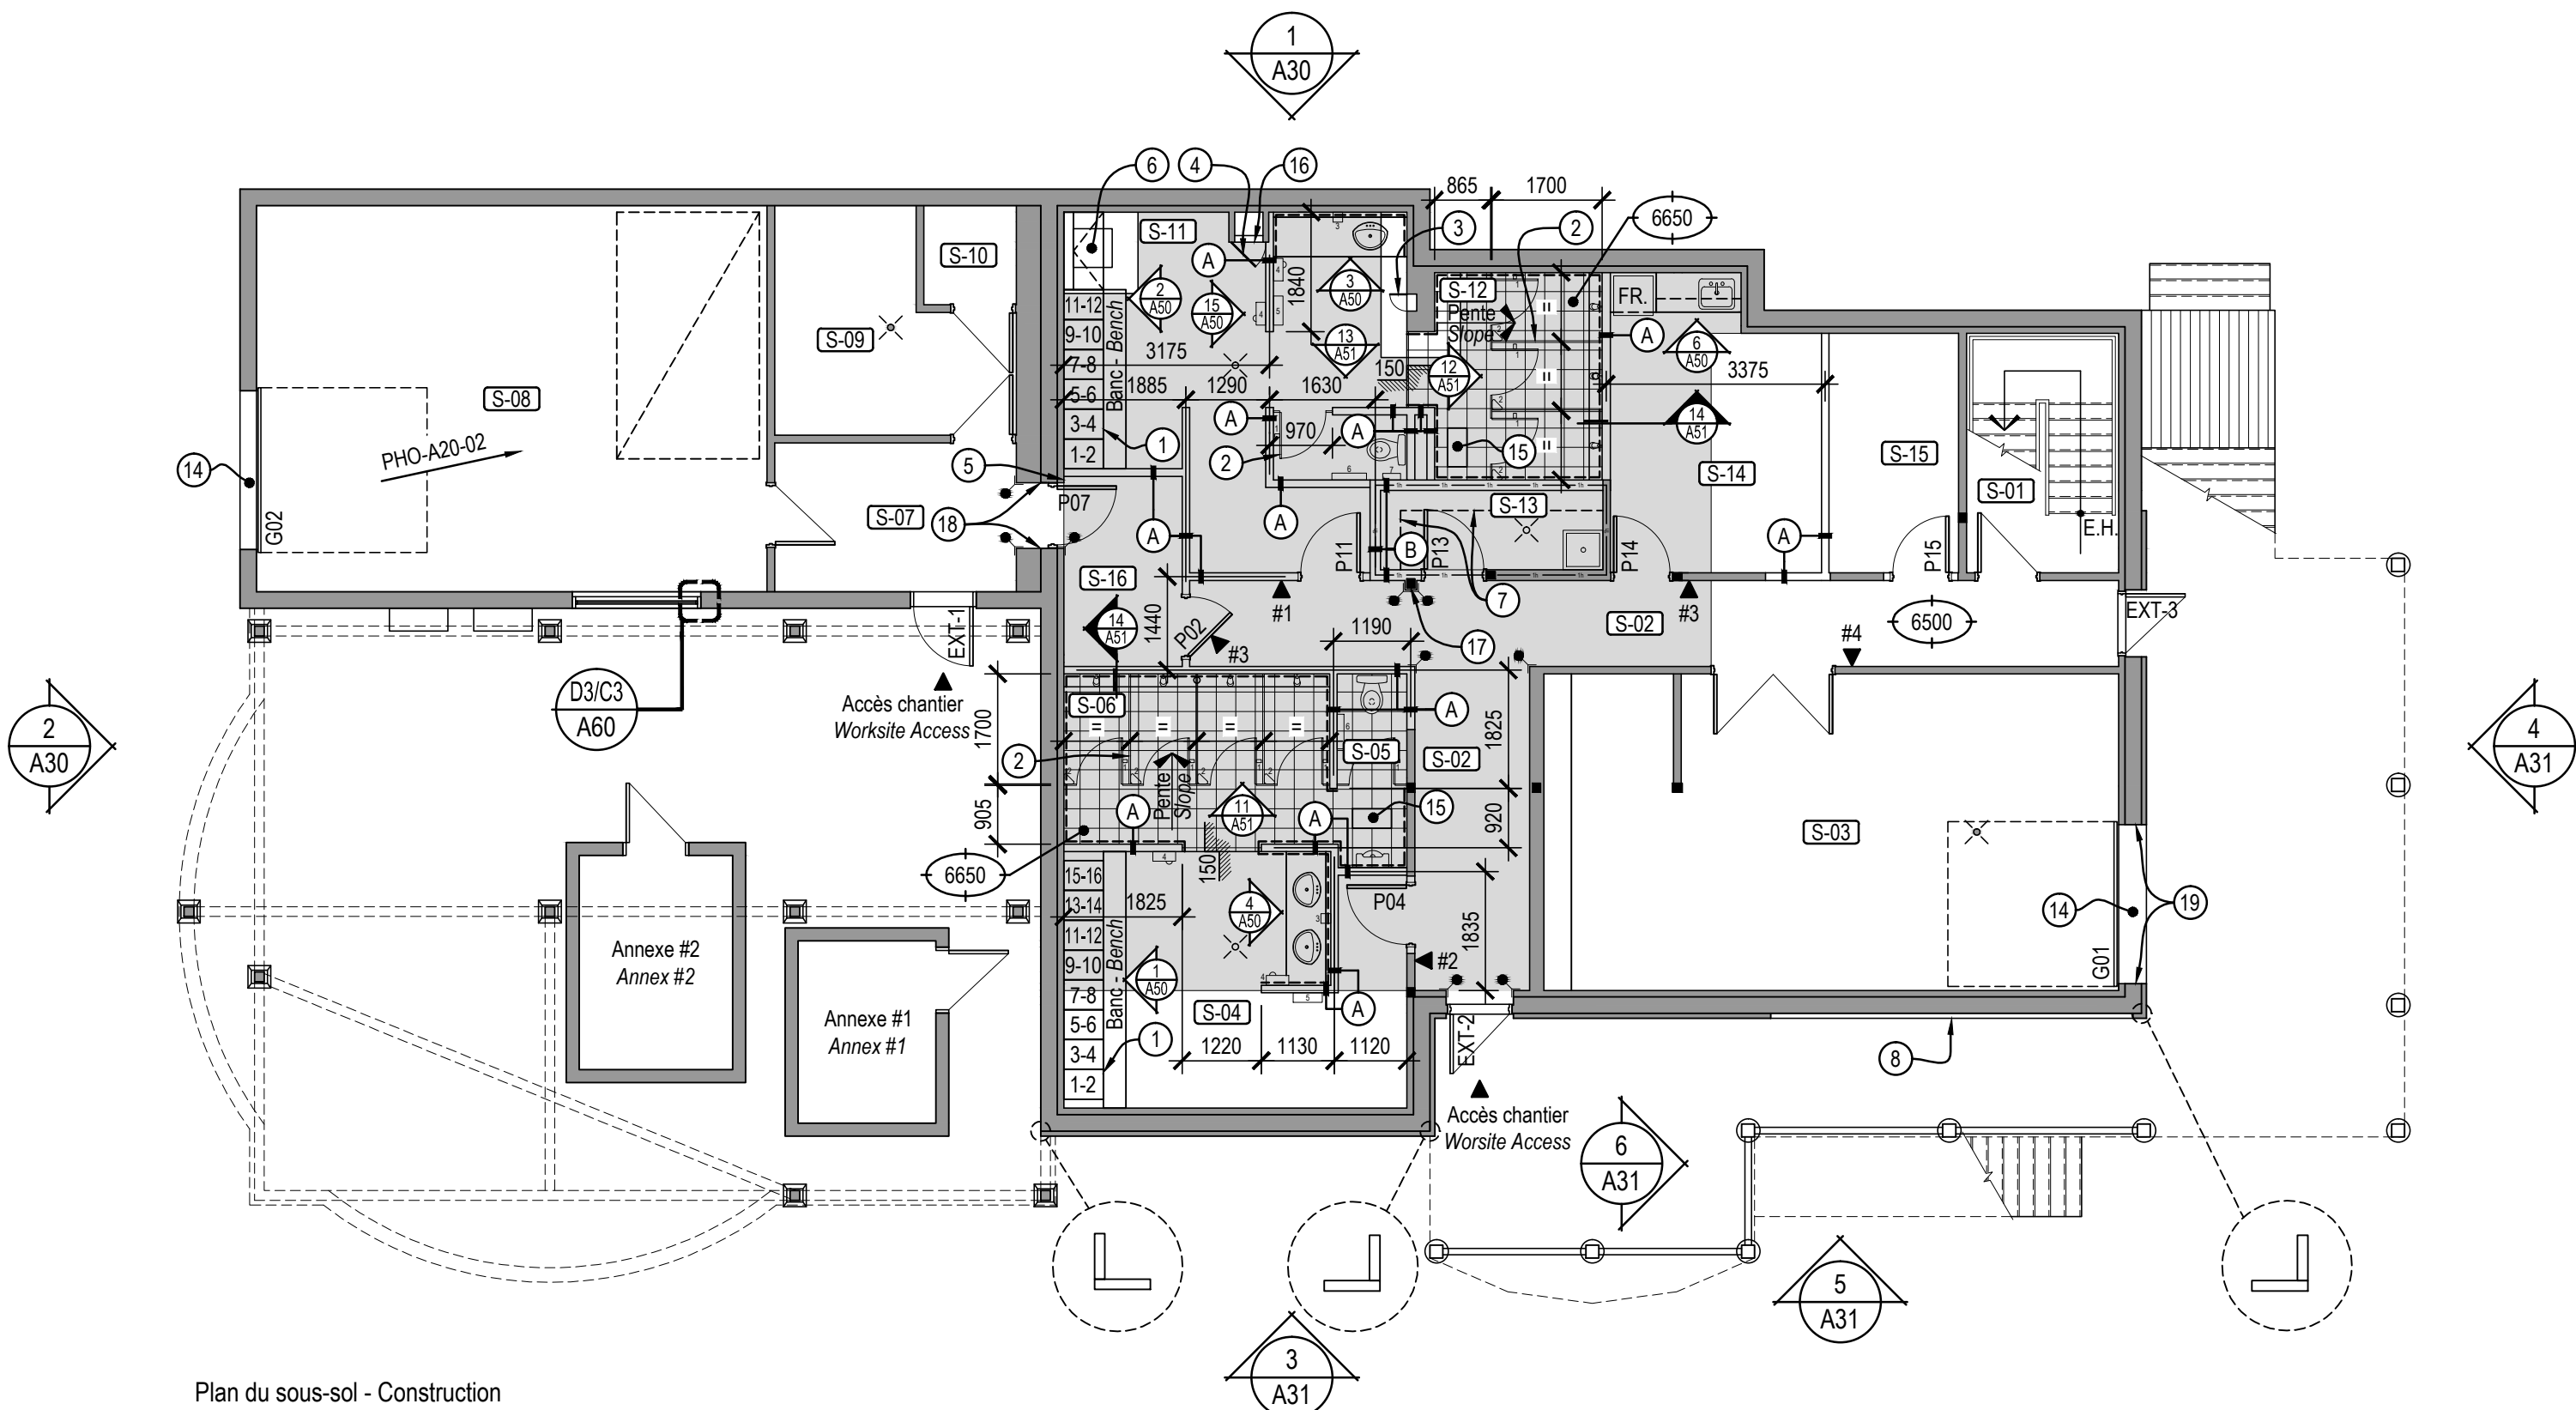 1
A30
6
4
16
865
1700
6650
3
2
S-11
S-10
A
1840
3
A50
S-12
Pente
Slope
FR.
2
A50
15
A50
11-12
9-10
7-8
5-6
3-4
1-2
Banc - Bench
3175
13
A51
150
12
A51
A
6
A50
3375
S-09
S-08
1885
1290
1630
A
970
A
14
A51
1
2
15
S-14
S-15
S-01
E.H.
PHO-A20-02
14
G02
5
P07
S-07
18
A
A
S-13
P11
B
P13
P14
A
P15
7
S-16
14
A51
1440
P02
#3
#1
1190
17
S-02
#3
#4
6500
EXT-3
EXT-1
D3/C3
A60
Accès chantier
Worksite Access
2
A30
4
A31
S-06
=
=
=
=
A
1700
2
Pente
Slope
S-05
S-02
1825
905
11
A51
A
A
15
920
S-03
6650
150
15-16
13-14
11-12
9-10
7-8
5-6
3-4
1-2
Banc - Bench
1825
4
A50
P04
1835
14
19
G01
1
A50
#2
S-04
A
1
1220
1130
1120
EXT-2
8
Annexe #2
Annex #2
Annexe #1
Annex #1
Accès chantier
Worsite Access
6
A31
5
A31
3
A31
Plan du sous-sol - Construction